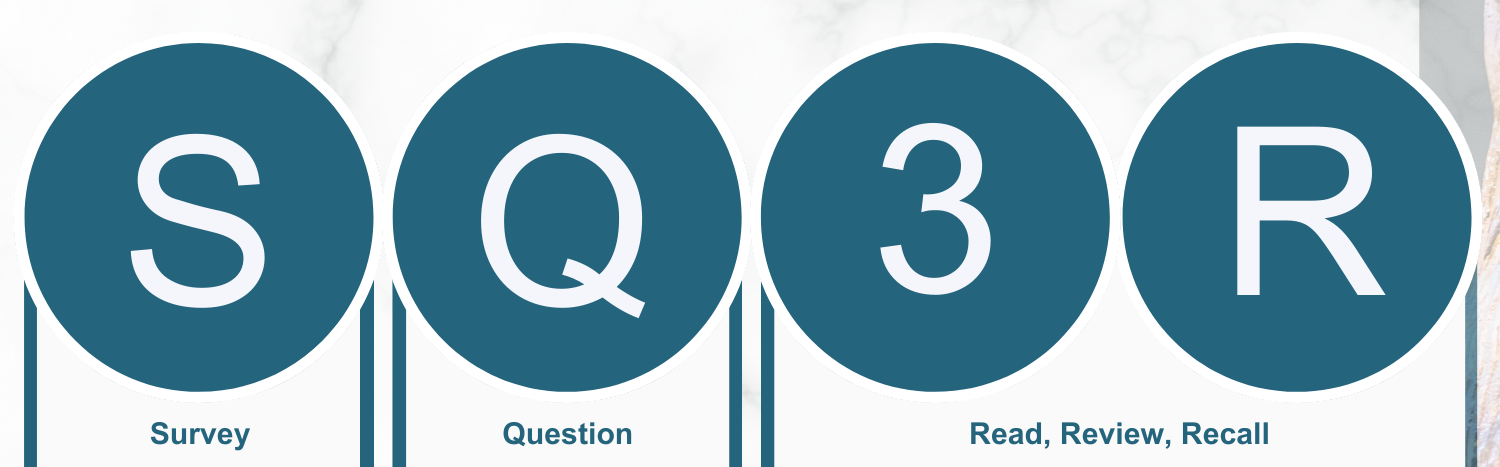 S Q 3 R
Survey Question Read, Review, Recall